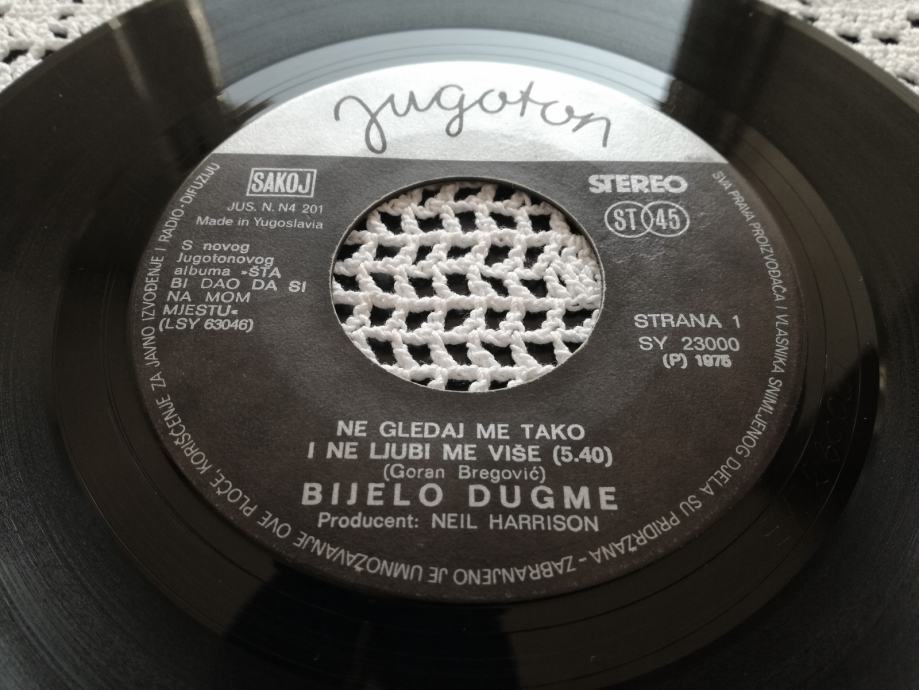 jugoton
SAKOJ
JUS. N. N4 201
Made in Yugoslavia
STEREO
ST 45
S novog
Jugotonovog
albuma »ŠTA
BI DAO DA SI
NA MOM
MJESTU«
(LSY 63046)
STRANA 1
SY 23000
(P) 1975
NE GLEDAJ ME TAKO
I NE LJUBI ME VIŠE (5.40)
(Goran Bregović)
BIJELO DUGME
Producent: NEIL HARRISON
SVA PRAVA PROIZVOĐAČA I VLASNIKA SNIMLJENOG DJELA SU PRIDRŽANA - ZABRANJENO JE UMNOŽAVANJE OVE PLOČE, KORIŠĆENJE ZA JAVNO IZVOĐENJE I RADIO-DIFUZIJU